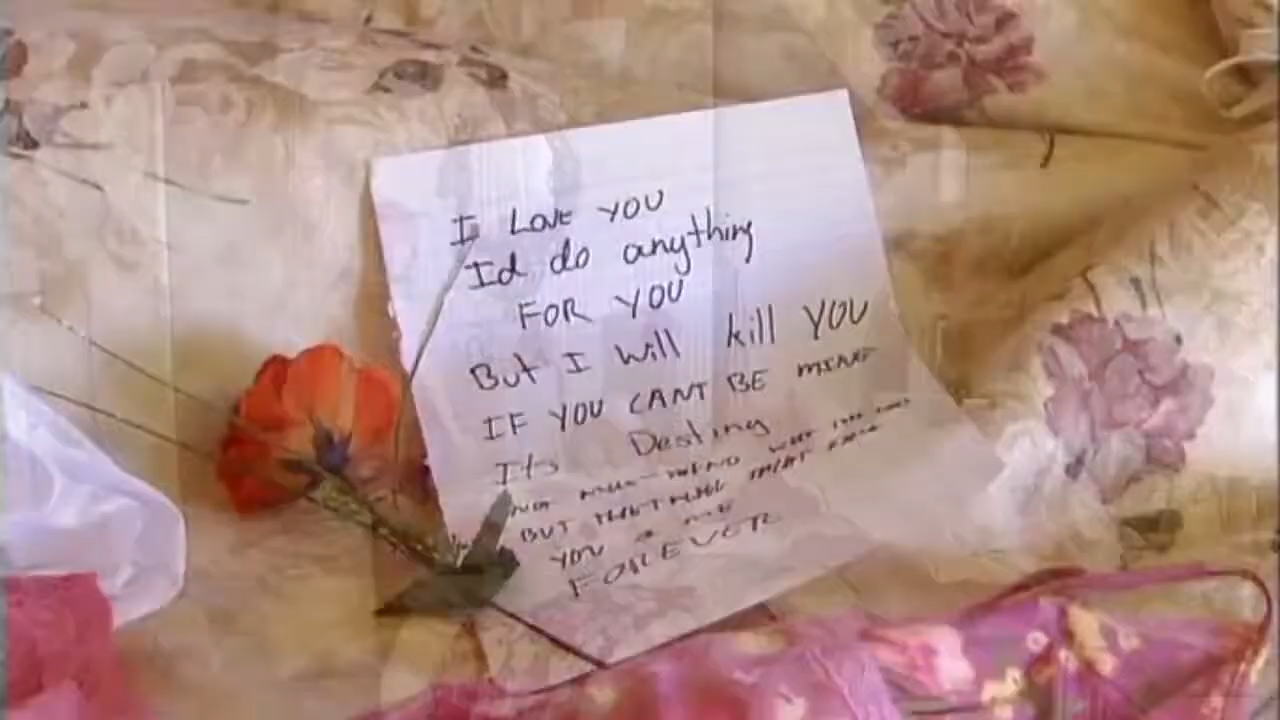 I LOVE YOU
Id do anything
FOR YOU
But I will kill YOU
IF YOU CANT BE MINE
Its Destiny
BUT
YOU
FOREVER